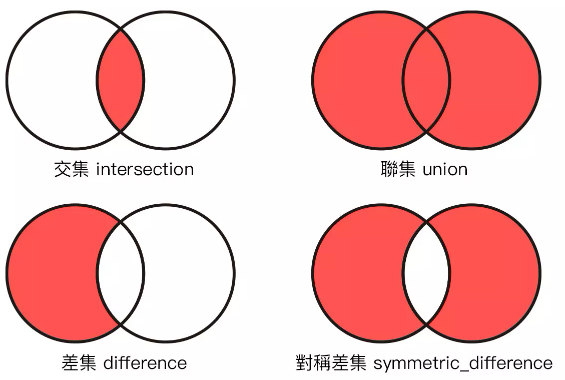 交集 intersection
聯集 union
差集 difference
對稱差集 symmetric_difference